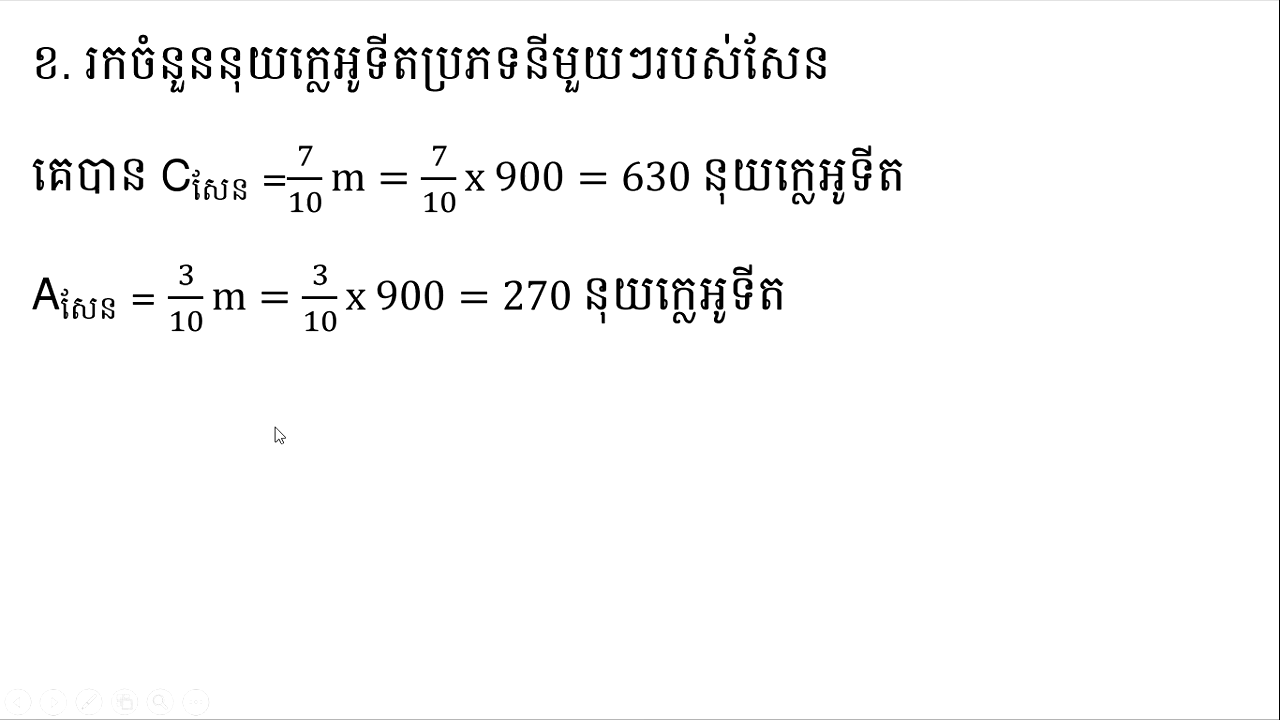 ខ. រកចំនួននុយក្លេអូទីតប្រភទនីមួយៗរបស់សែន
គេបាន Cសែន =7/10 m = 7/10 x 900 = 630 នុយក្លេអូទីត
Aសែន = 3/10 m = 3/10 x 900 = 270 នុយក្លេអូទីត